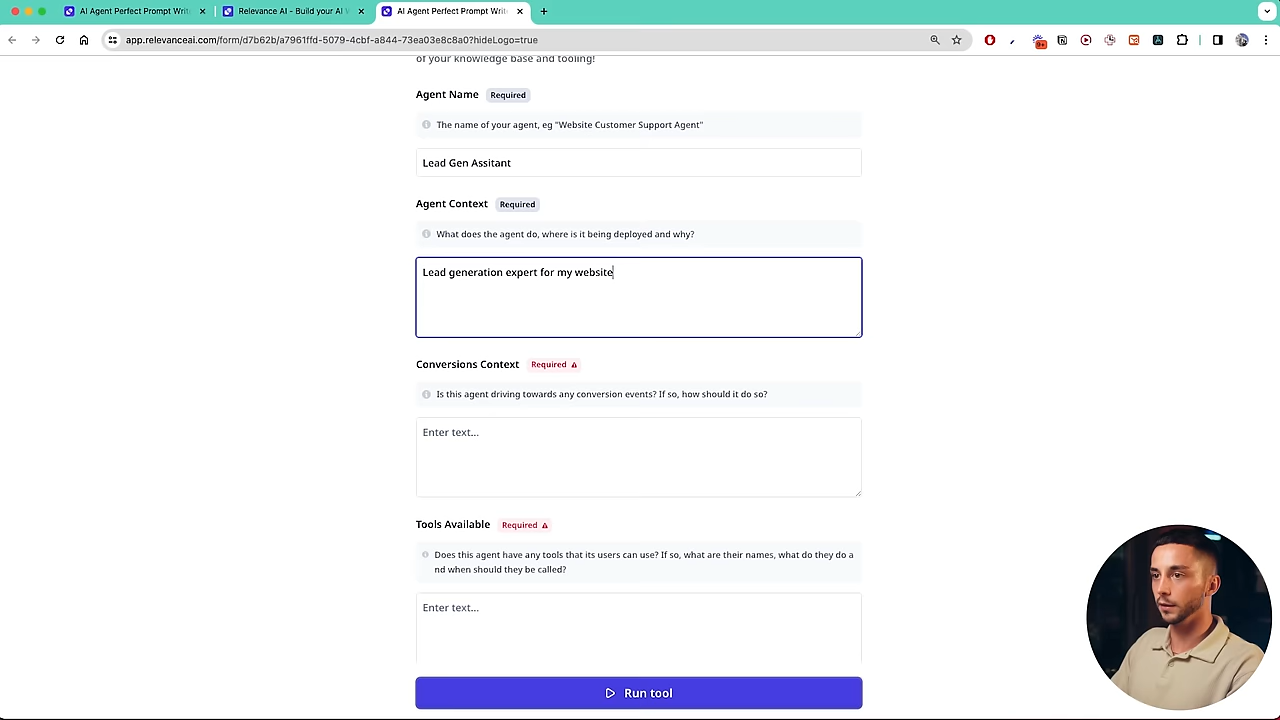 AI Agent Perfect Prompt Write
Relevance AI - Build your AI W
AI Agent Perfect Prompt Write
app.relevanceai.com/form/d7b62b/a7961ffd-5079-4cbf-a844-73ea03e8c8a0?hideLogo=true
9+
of your knowledge base and tooling!
Agent Name Required
The name of your agent, eg "Website Customer Support Agent"
Lead Gen Assitant
Agent Context Required
What does the agent do, where is it being deployed and why?
Lead generation expert for my website
Conversions Context Required
Is this agent driving towards any conversion events? If so, how should it do so?
Enter text...
Tools Available Required
Does this agent have any tools that its users can use? If so, what are their names, what do they do a
nd when should they be called?
Enter text...
Run tool